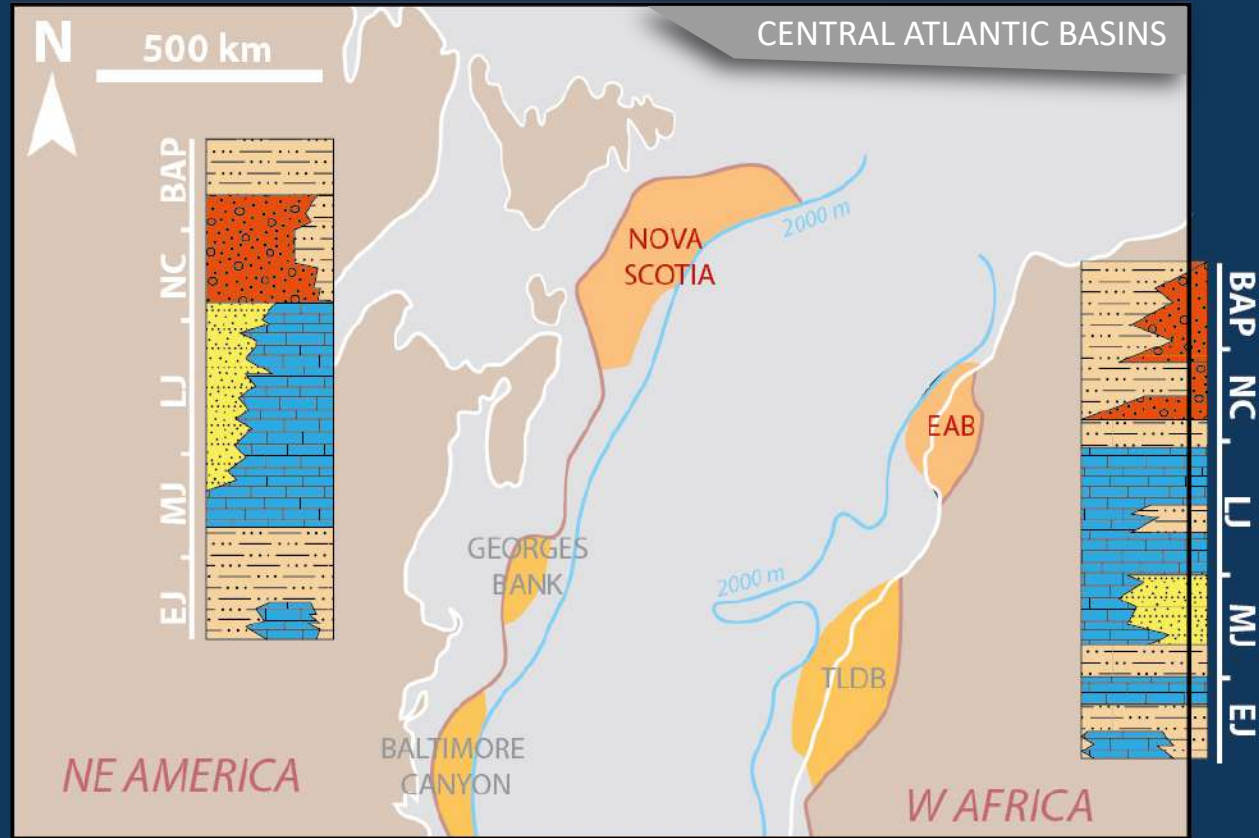 CENTRAL ATLANTIC BASINS
N
500 km
BAP
NC
LJ
MJ
EJ
NOVA
SCOTIA
2000 m
EAB
GEORGES
BANK
2000 m
TLDB
BALTIMORE
CANYON
NE AMERICA
W AFRICA
BAP
NC
LJ
MJ
EJ